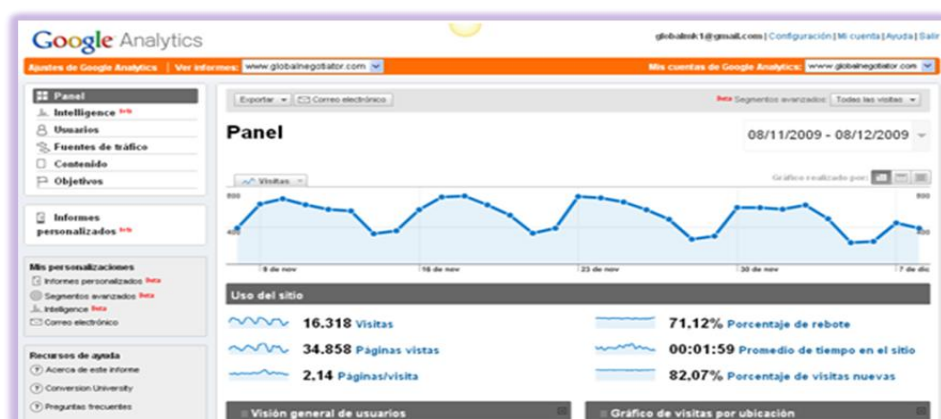 Google Analytics
globalmk1@gmail.com | Configuración | Mi cuenta | Ayuda | Salir
Ajustes de Google Analytics | Ver informes: www.globalnegotiator.com
Mis cuentas de Google Analytics: www.globalnegotiator.com
Panel
Intelligence Beta
Usuarios
Fuentes de tráfico
Contenido
Objetivos
Informes
personalizados Beta
Mis personalizaciones
Informes personalizados Beta
Segmentos avanzados Beta
Intelligence Beta
Correo electrónico
Recursos de ayuda
Acerca de este informe
Conversion University
Preguntas frecuentes
Exportar
Correo electrónico
Beta Segmentos avanzados: Todas las visitas
Panel
08/11/2009 - 08/12/2009
Visitas
Gráfico realizado por:
800 800
400 400
9 de nov 16 de nov 23 de nov 30 de nov 7 de dic
Uso del sitio
16.318 Visitas
34.858 Páginas vistas
2,14 Páginas/visita
71,12% Porcentaje de rebote
00:01:59 Promedio de tiempo en el sitio
82,07% Porcentaje de visitas nuevas
Visión general de usuarios
Gráfico de visitas por ubicación